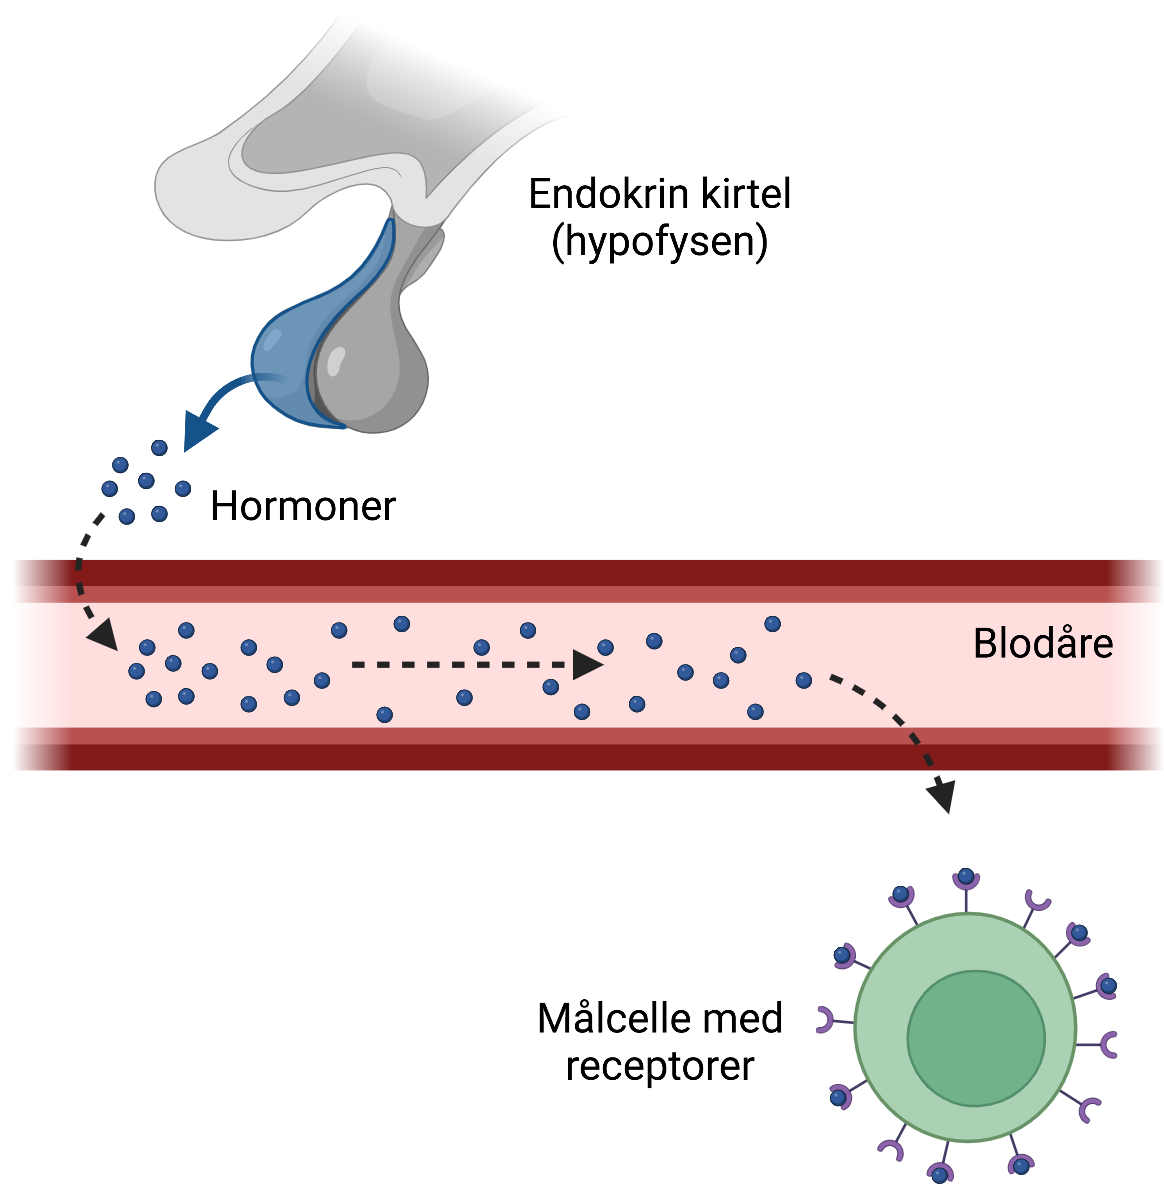 Endokrin kirtel
(hypofysen)
Hormoner
Blodåre
Målcelle med
receptorer